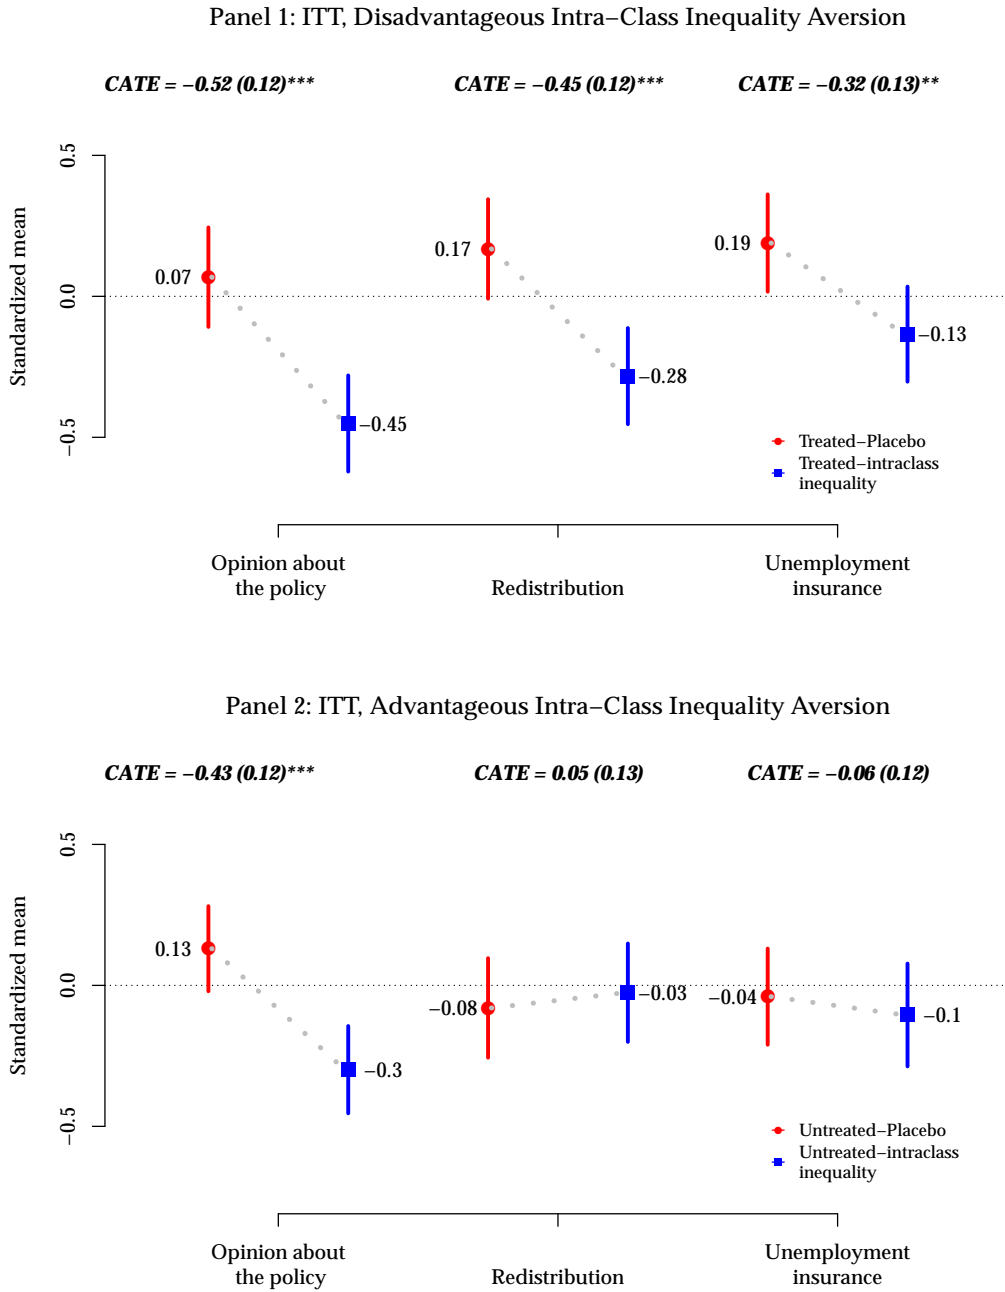 Panel 1: ITT, Disadvantageous Intra−Class Inequality Aversion
CATE = −0.52 (0.12)***
CATE = −0.45 (0.12)***
CATE = −0.32 (0.13)**
Standardized mean
0.5
0.0
−0.5
0.07
−0.45
0.17
−0.28
0.19
−0.13
Treated−Placebo
Treated−intraclass
inequality
Opinion about
the policy
Redistribution
Unemployment
insurance
Panel 2: ITT, Advantageous Intra−Class Inequality Aversion
CATE = −0.43 (0.12)***
CATE = 0.05 (0.13)
CATE = −0.06 (0.12)
Standardized mean
0.5
0.0
−0.5
0.13
−0.3
−0.08
−0.03
−0.04
−0.1
Untreated−Placebo
Untreated−intraclass
inequality
Opinion about
the policy
Redistribution
Unemployment
insurance